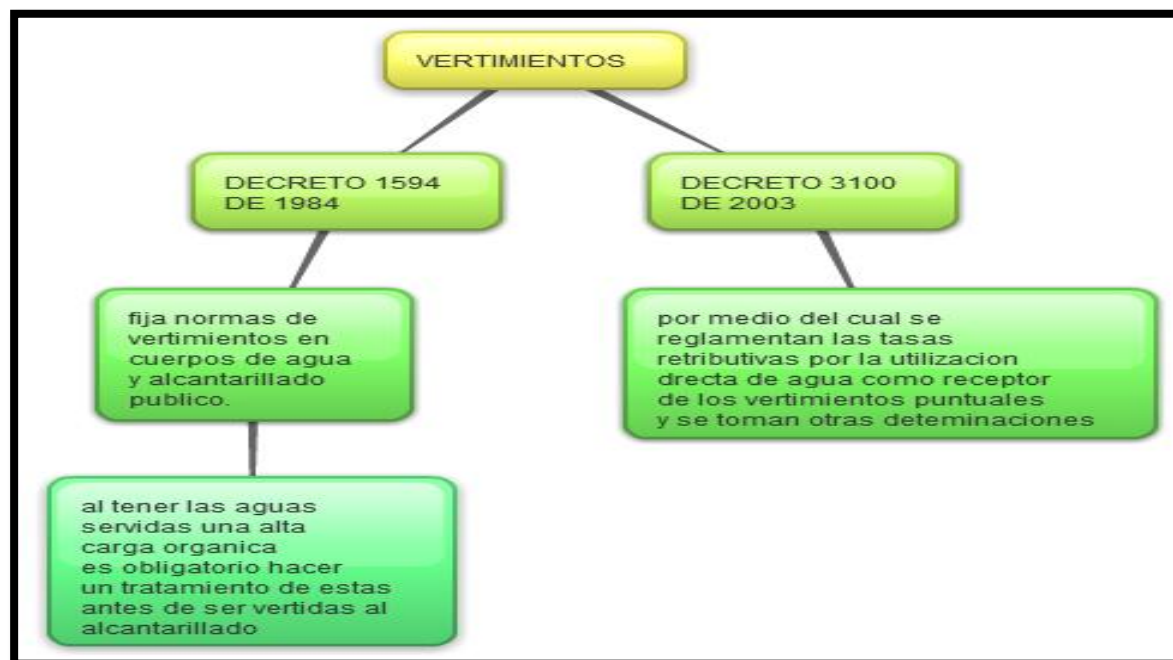 VERTIMIENTOS
DECRETO 1594
DE 1984
DECRETO 3100
DE 2003
fija normas de
vertimientos en
cuerpos de agua
y alcantarillado
publico.
por medio del cual se
reglamentan las tasas
retributivas por la utilizacion
drecta de agua como receptor
de los vertimientos puntuales
y se toman otras deteminaciones
al tener las aguas
servidas una alta
carga organica
es obligatorio hacer
un tratamiento de estas
antes de ser vertidas al
alcantarillado